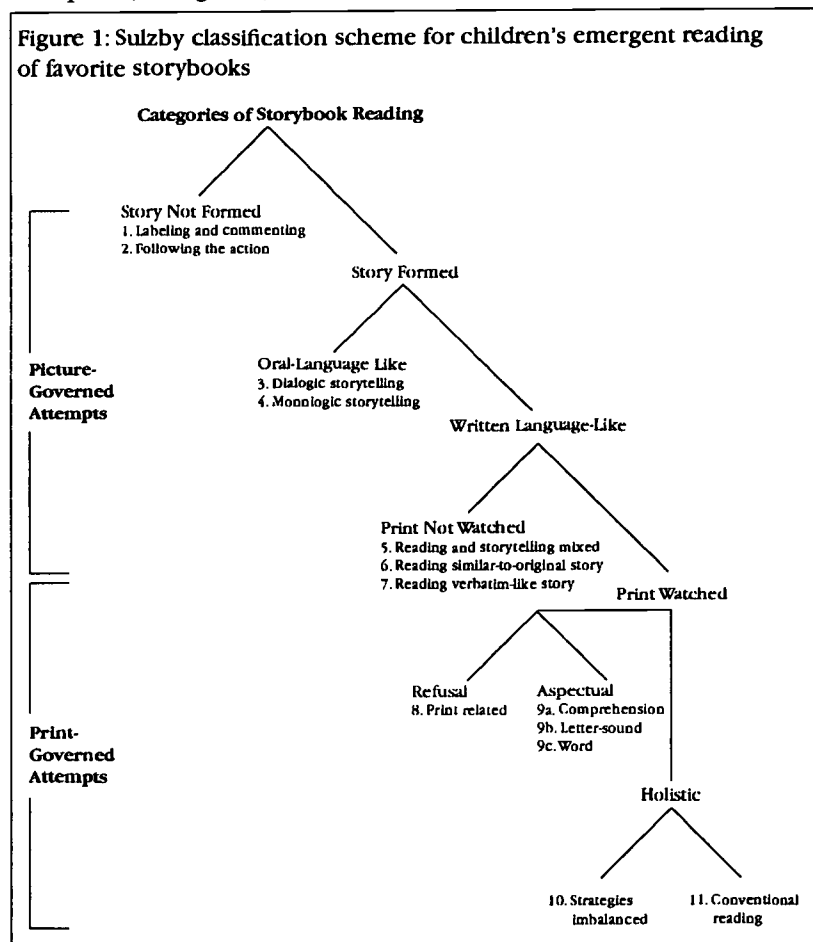 Figure 1: Sulzby classification scheme for children's emergent reading
of favorite storybooks
Categories of Storybook Reading
Story Not Formed
1. Labeling and commenting
2. Following the action
Story Formed
Picture-
Governed
Attempts
Oral-Language Like
3. Dialogic storytelling
4. Monologic storytelling
Written Language-Like
Print Not Watched
5. Reading and storytelling mixed
6. Reading similar-to-original story
7. Reading verbatim-like story
Print Watched
Refusal
8. Print related
Aspectual
9a. Comprehension
9b. Letter-sound
9c. Word
Print-
Governed
Attempts
Holistic
10. Strategies
imbalanced
11. Conventional
reading